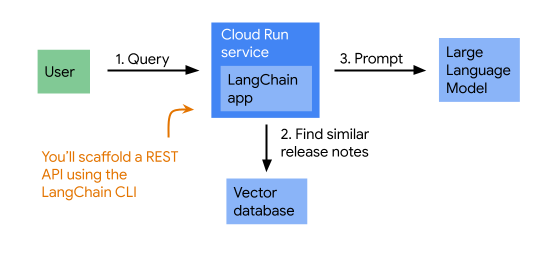 User
1. Query
Cloud Run
service
LangChain
app
3. Prompt
Large
Language
Model
You'll scaffold a REST
API using the
LangChain CLI
2. Find similar
release notes
Vector
database